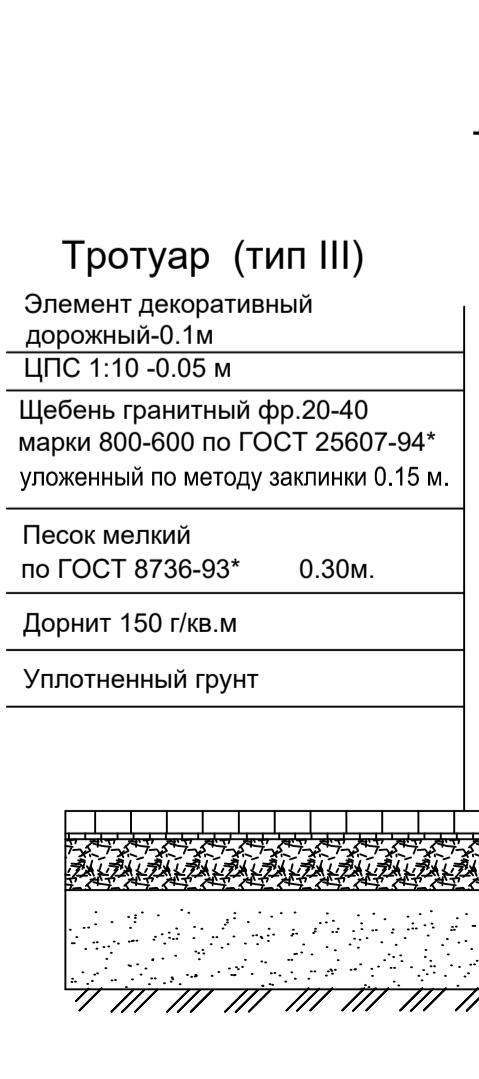 Тротуар (тип III)
Элемент декоративный
дорожный-0.1м
ЦПС 1:10 -0.05 м
Щебень гранитный фр.20-40
марки 800-600 по ГОСТ 25607-94*
уложенный по методу заклинки 0.15 м.
Песок мелкий
по ГОСТ 8736-93* 0.30м.
Дорнит 150 г/кв.м
Уплотненный грунт